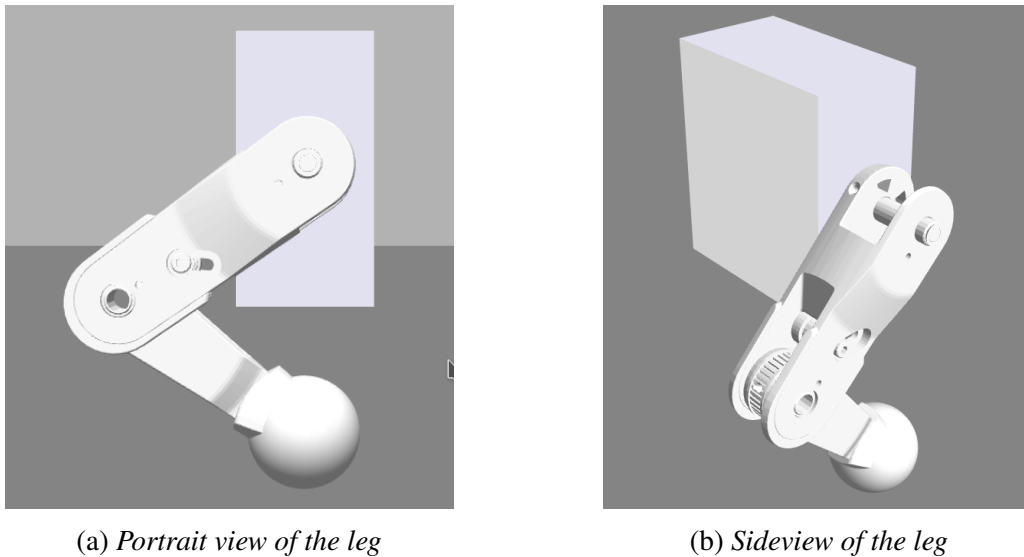 (a) Portrait view of the leg
(b) Sideview of the leg